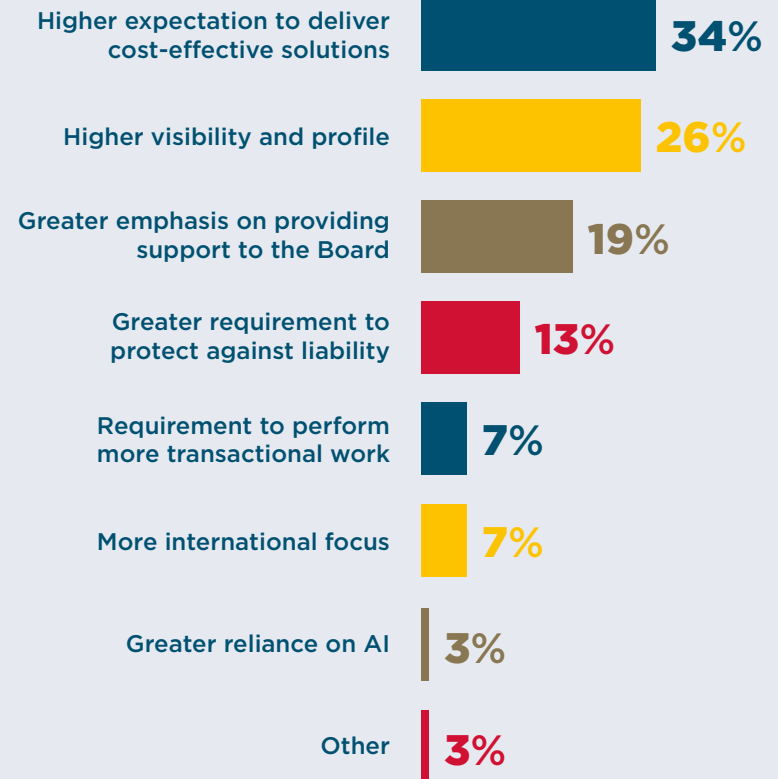 Higher expectation to deliver
cost-effective solutions
34%
Higher visibility and profile
26%
Greater emphasis on providing
support to the Board
19%
Greater requirement to
protect against liability
13%
Requirement to perform
more transactional work
7%
More international focus
7%
Greater reliance on AI
3%
Other
3%